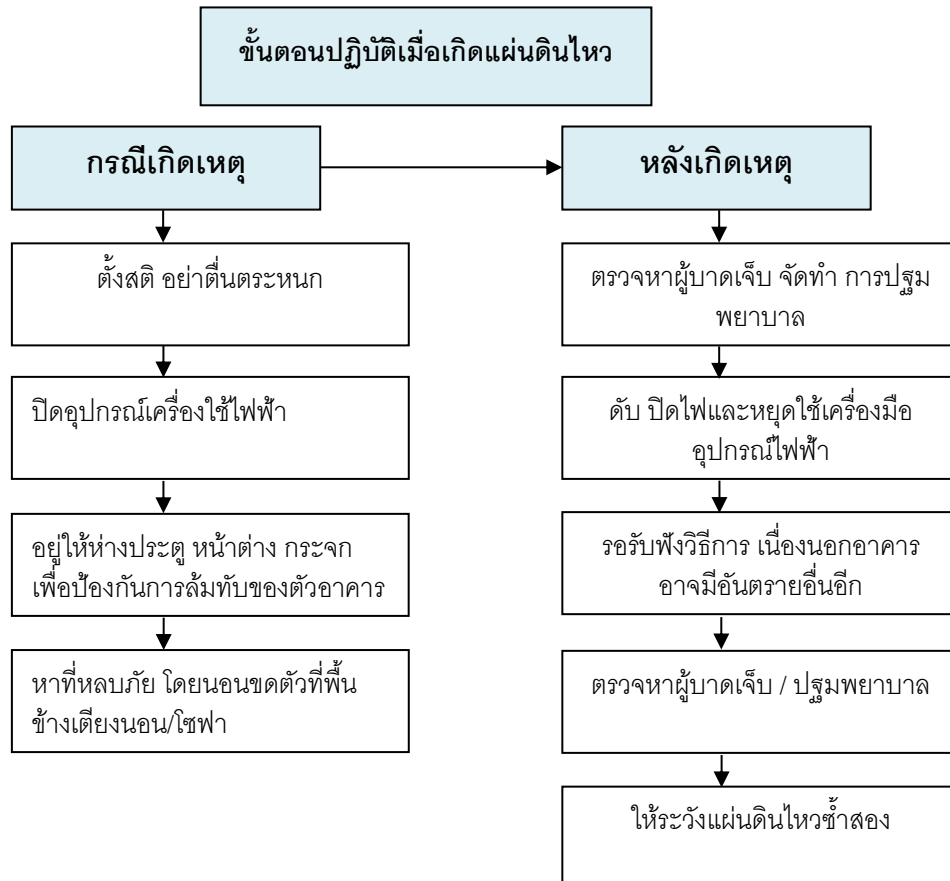 ขั้นตอนปฏิบัติเมื่อเกิดแผ่นดินไหว
กรณีเกิดเหตุ
ตั้งสติ อย่าตื่นตระหนก
ปิดอุปกรณ์เครื่องใช้ไฟฟ้า
อยู่ให้ห่างประตู หน้าต่าง กระจก
เพื่อป้องกันการล้มทับของตัวอาคาร
หาที่หลบภัย โดยนอนขดตัวที่พื้น
ข้างเตียงนอน/โซฟา
หลังเกิดเหตุ
ตรวจหาผู้บาดเจ็บ จัดทำ การปฐม
พยาบาล
ดับ ปิดไฟและหยุดใช้เครื่องมือ
อุปกรณ์ไฟฟ้า
รอรับฟังวิธีการ เนื่องนอกอาคาร
อาจมีอันตรายอื่นอีก
ตรวจหาผู้บาดเจ็บ / ปฐมพยาบาล
ให้ระวังแผ่นดินไหวซ้ำสอง